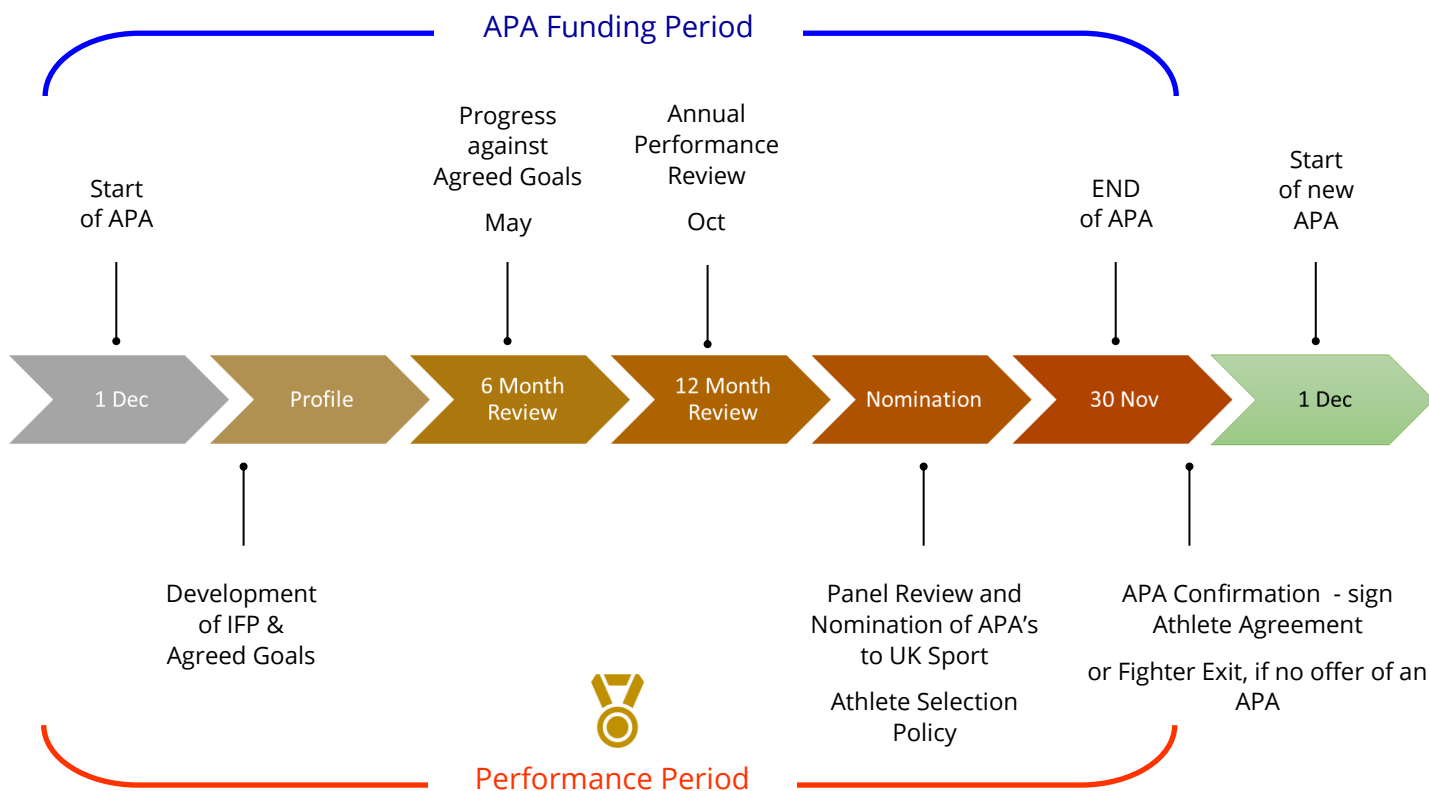 APA Funding Period
Start
of APA
Progress
against
Agreed Goals
May
Annual
Performance
Review
Oct
END
of APA
Start
of new
APA
1 Dec
Profile
6 Month
Review
12 Month
Review
Nomination
30 Nov
1 Dec
Development
of IFP &
Agreed Goals
Panel Review and
Nomination of APA’s
to UK Sport
Athlete Selection
Policy
APA Confirmation - sign
Athlete Agreement
or Fighter Exit, if no offer of an
APA
Performance Period